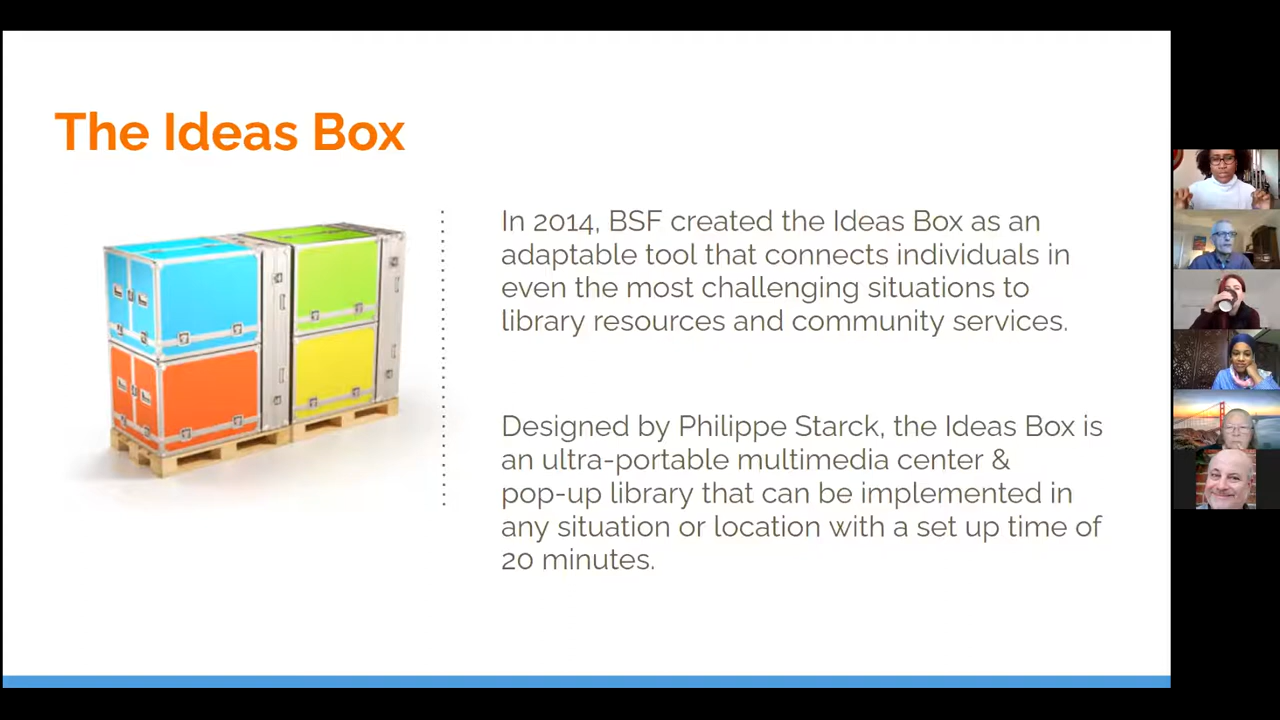 The Ideas Box
In 2014, BSF created the Ideas Box as an
adaptable tool that connects individuals in
even the most challenging situations to
library resources and community services.
Designed by Philippe Starck, the Ideas Box is
an ultra-portable multimedia center &
pop-up library that can be implemented in
any situation or location with a set up time of
20 minutes.